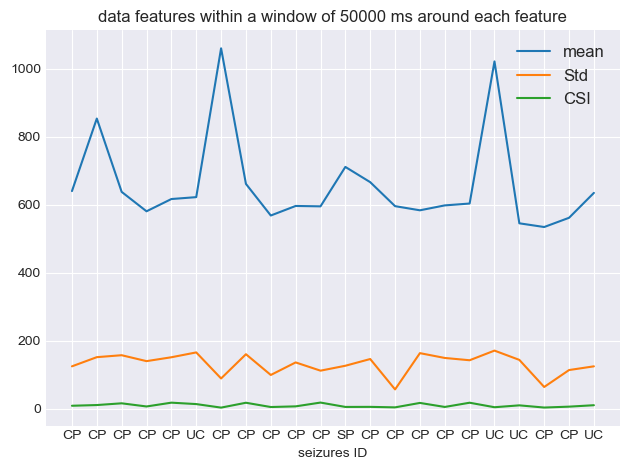 data features within a window of 50000 ms around each feature
mean
Std
CSI
1000
800
600
400
200
0
CP CP CP CP CP UC CP CP CP CP CP SP CP CP CP CP CP UC UC CP CP UC
seizures ID